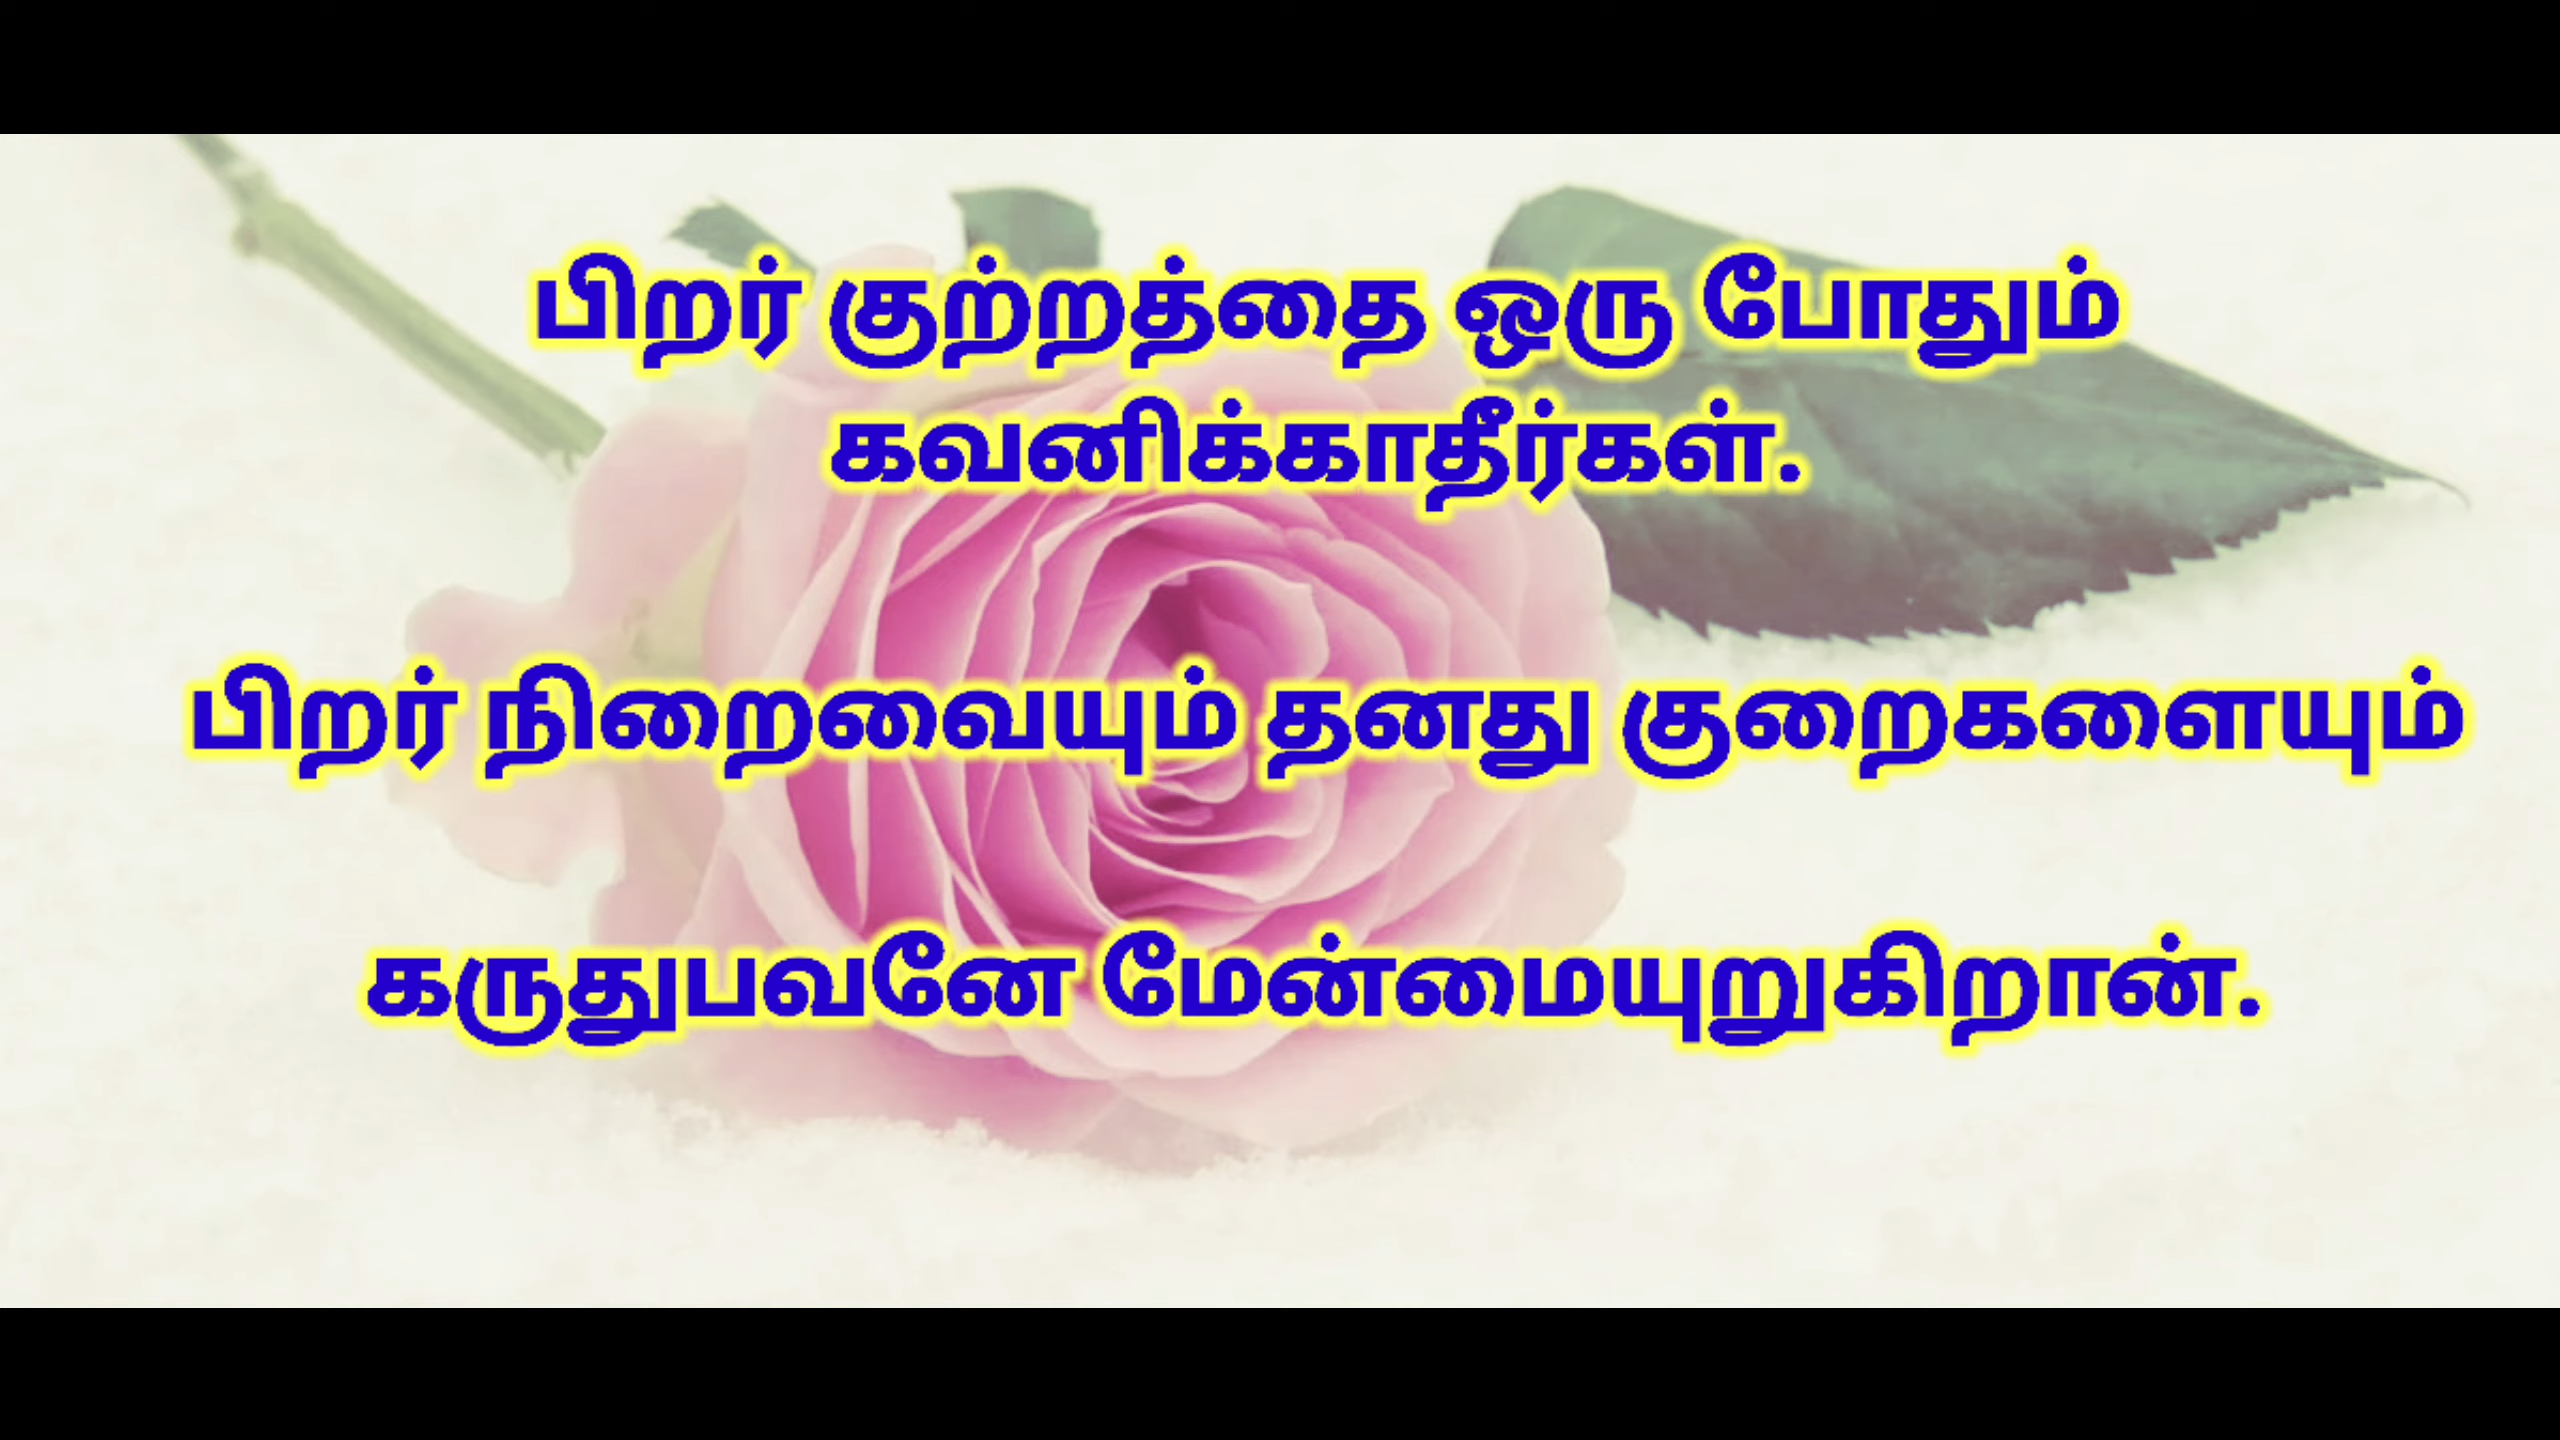 பிறர் குற்றத்தை ஒரு போதும்
கவனிக்காதீர்கள்.
பிறர் நிறைவையும் தனது குறைகளையும்
கருதுபவனே மேன்மையுறுகிறான்.